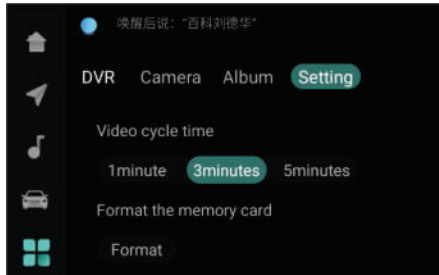 唤醒后说：“百科刘德华”
DVR Camera Album Setting
Video cycle time
1minute 3minutes 5minutes
Format the memory card
Format